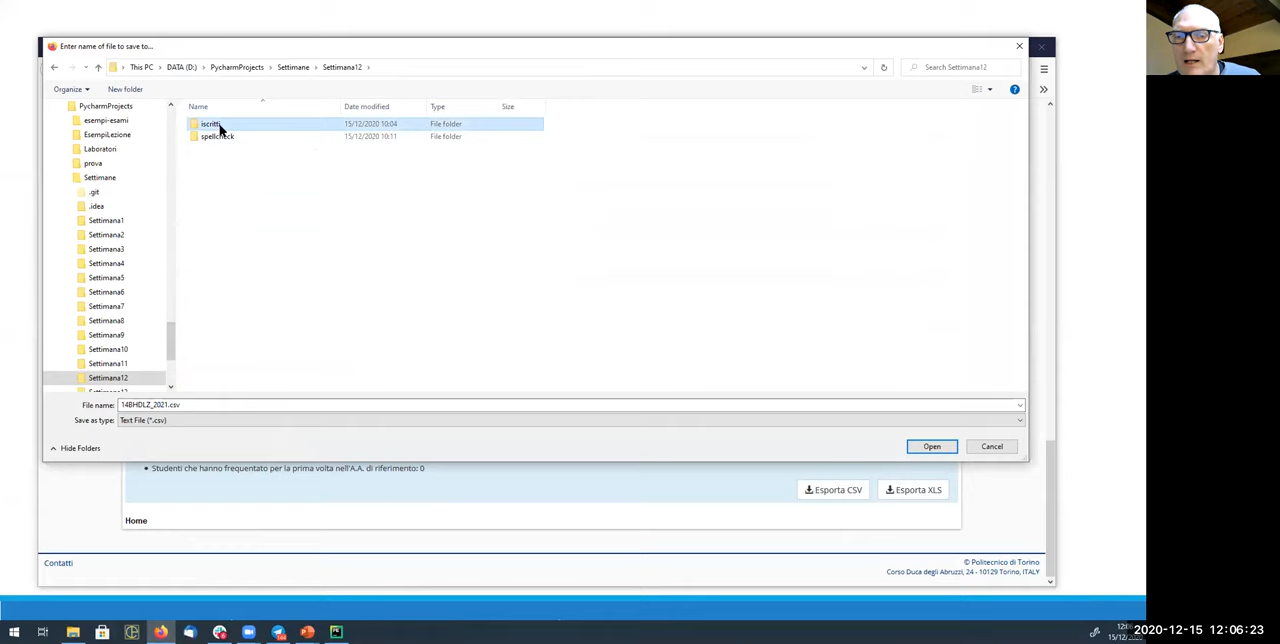 Enter name of file to save to...
This PC > DATA (D:) > PycharmProjects > Settimane > Settimana12 >
Search Settimana12
Organize
New folder
Name
Date modified
Type
Size
PycharmProjects
esempi-esami
EsempiLezione
Laboratori
prova
Settimane
.git
.idea
Settimana1
Settimana2
Settimana3
Settimana4
Settimana5
Settimana6
Settimana7
Settimana8
Settimana9
Settimana10
Settimana11
Settimana12
iscritti 15/12/2020 10:04 File folder
spellcheck 15/12/2020 10:11 File folder
File name: 14BHDLZ_2021.csv
Save as type: Text File (*.csv)
Hide Folders
Open
Cancel
• Studenti che hanno frequentato per la prima volta nell'A.A. di riferimento: 0
Esporta CSV
Esporta XLS
Home
Contatti
© Politecnico di Torino
Corso Duca degli Abruzzi, 24 - 10129 Torino, ITALY
2020-12-15 12:06:23